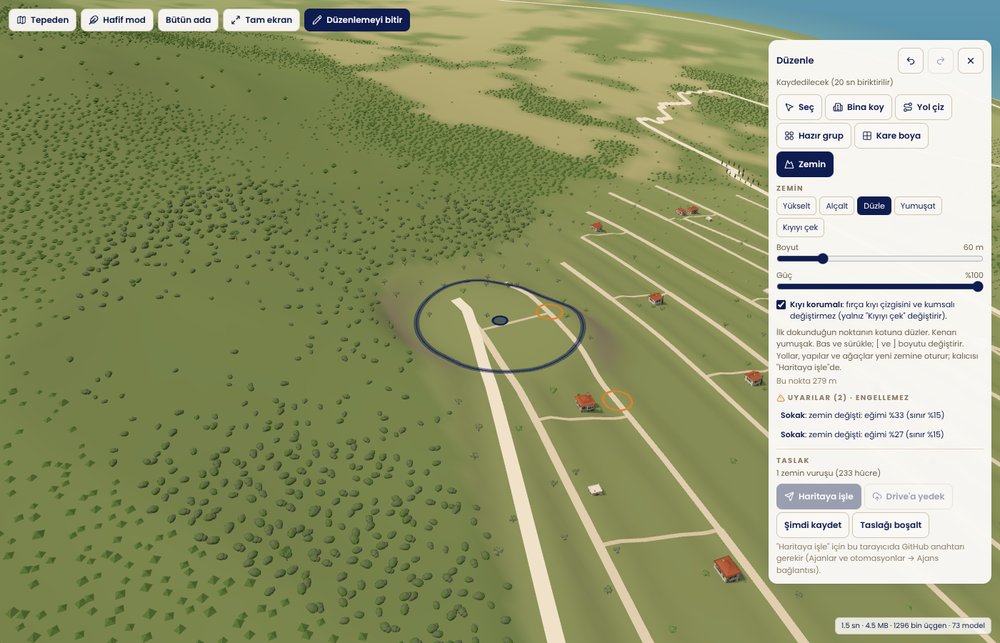 Tepeden
Hafif mod
Bütün ada
Tam ekran
Düzenlemeyi bitir
Düzenle
Kaydedilecek (20 sn biriktirilir)
Seç
Bina koy
Yol çiz
Hazır grup
Kare boya
Zemin
ZEMİN
Yükselt
Alçalt
Düzle
Yumuşat
Kıyıyı çek
Boyut
60 m
Güç
%100
Kıyı korumalı: fırça kıyı çizgisini ve kumsalı
değiştirmez (yalnız "Kıyıyı çek" değiştirir).
İlk dokunduğun noktanın kotuna düzler. Kenarı
yumuşak. Bas ve sürükle; [ ve ] boyutu değiştirir.
Yollar, yapılar ve ağaçlar yeni zemine oturur; kalıcısı
"Haritaya işle"de.
Bu nokta 279 m
UYARILAR (2) · ENGELLEMEZ
Sokak: zemin değişti: eğimi %33 (sınır %15)
Sokak: zemin değişti: eğimi %27 (sınır %15)
TASLAK
1 zemin vuruşu (233 hücre)
Haritaya işle
Drive'a yedek
Şimdi kaydet
Taslağı boşalt
"Haritaya işle" için bu tarayıcıda GitHub anahtarı
gerekir (Ajanlar ve otomasyonlar → Ajans
bağlantısı).
1.5 sn · 4.5 MB · 1296 bin üçgen · 73 model